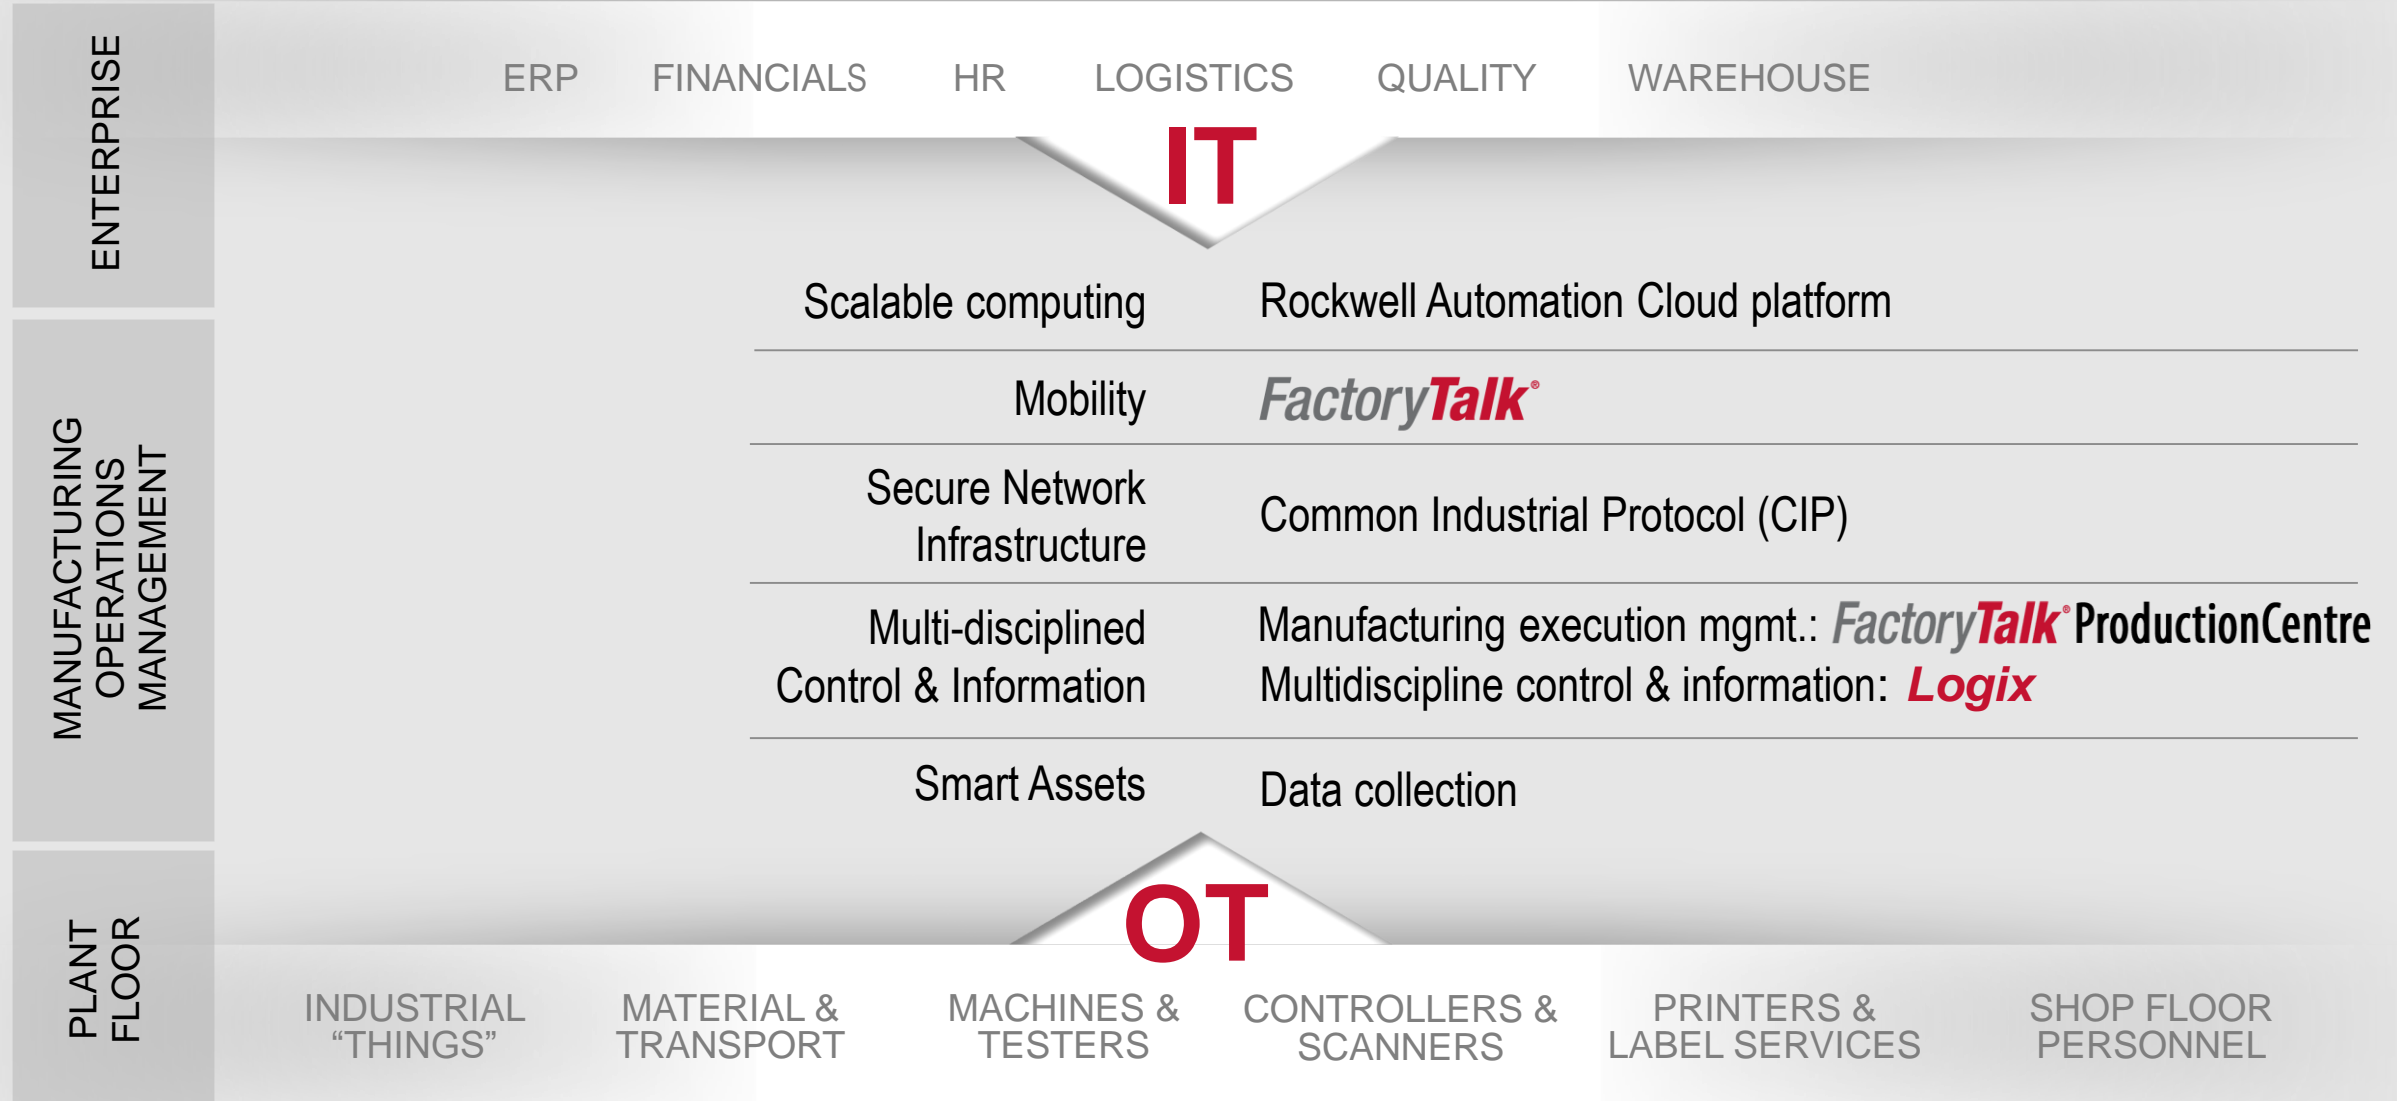 ENTERPRISE
ERP FINANCIALS HR LOGISTICS QUALITY WAREHOUSE
IT
MANUFACTURING
OPERATIONS
MANAGEMENT
Scalable computing Rockwell Automation Cloud platform
Mobility FactoryTalk®
Secure Network
Infrastructure
Common Industrial Protocol (CIP)
Multi-disciplined
Control & Information
Manufacturing execution mgmt.: FactoryTalk® ProductionCentre
Multidiscipline control & information: Logix
Smart Assets Data collection
PLANT
FLOOR
OT
INDUSTRIAL
“THINGS”
MATERIAL &
TRANSPORT
MACHINES &
TESTERS
CONTROLLERS &
SCANNERS
PRINTERS &
LABEL SERVICES
SHOP FLOOR
PERSONNEL